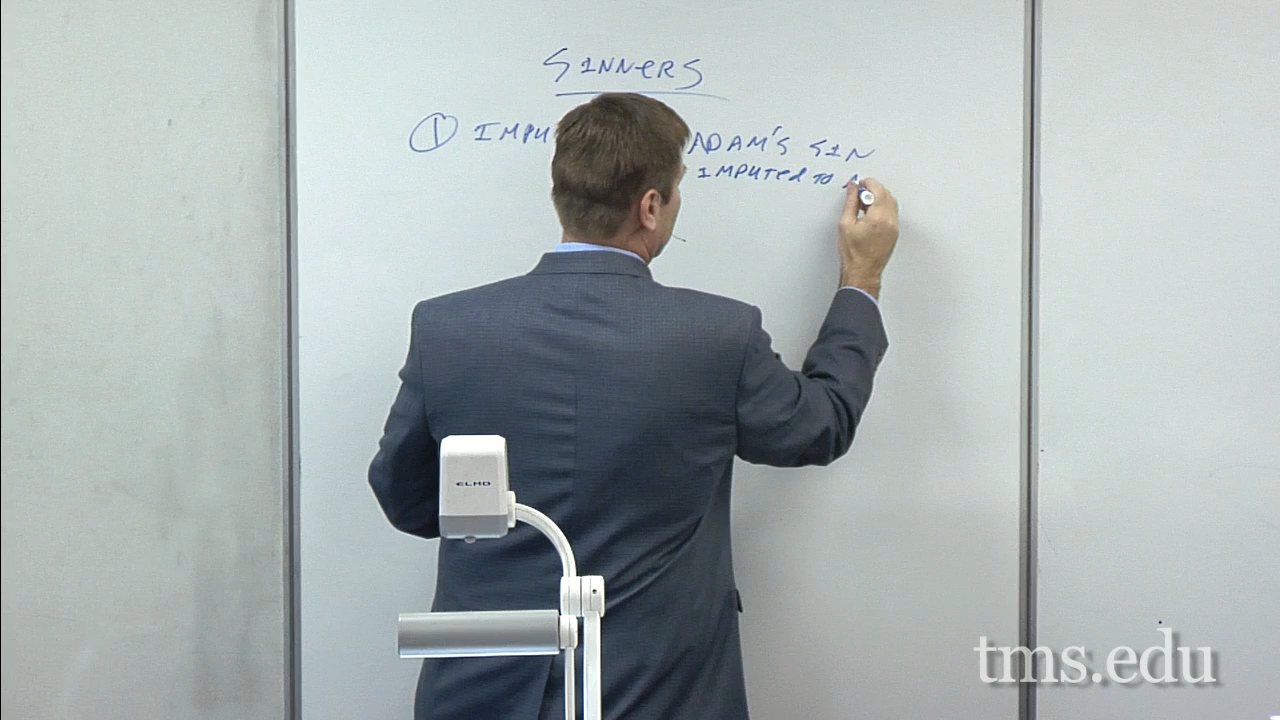 SINNeRS
① IMPU ADAM'S SIN
IMPUTed TO
ELMO
tms.edu